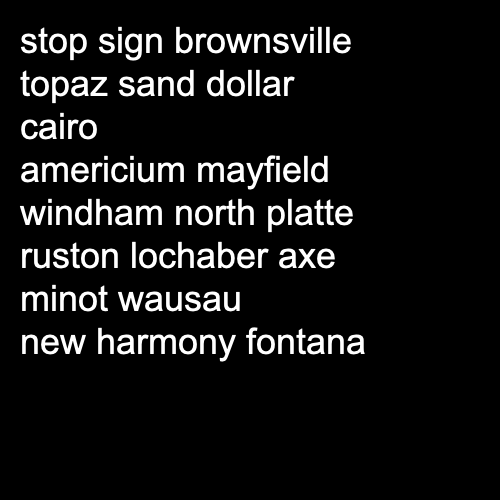 stop sign brownsville
topaz sand dollar
cairo
americium mayfield
windham north platte
ruston lochaber axe
minot wausau
new harmony fontana